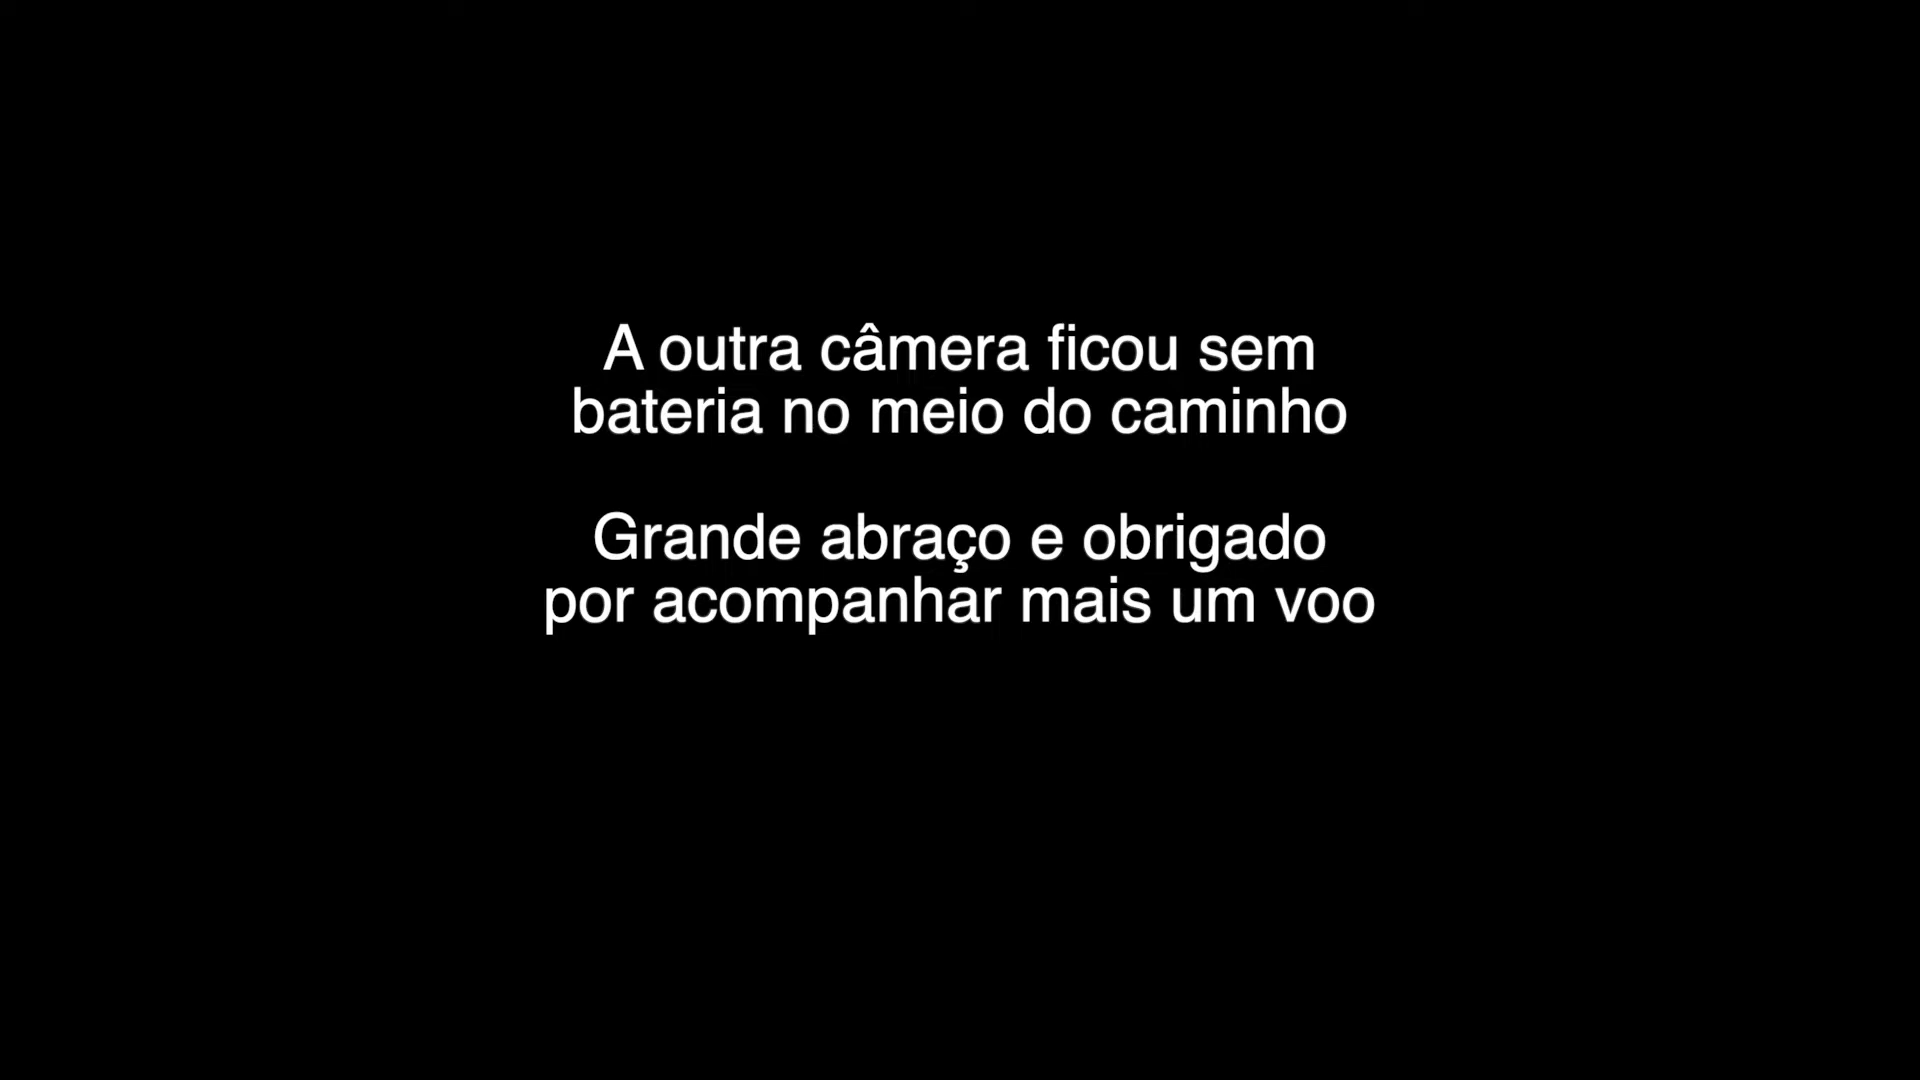 A outra câmera ficou sem
bateria no meio do caminho
Grande abraço e obrigado
por acompanhar mais um voo